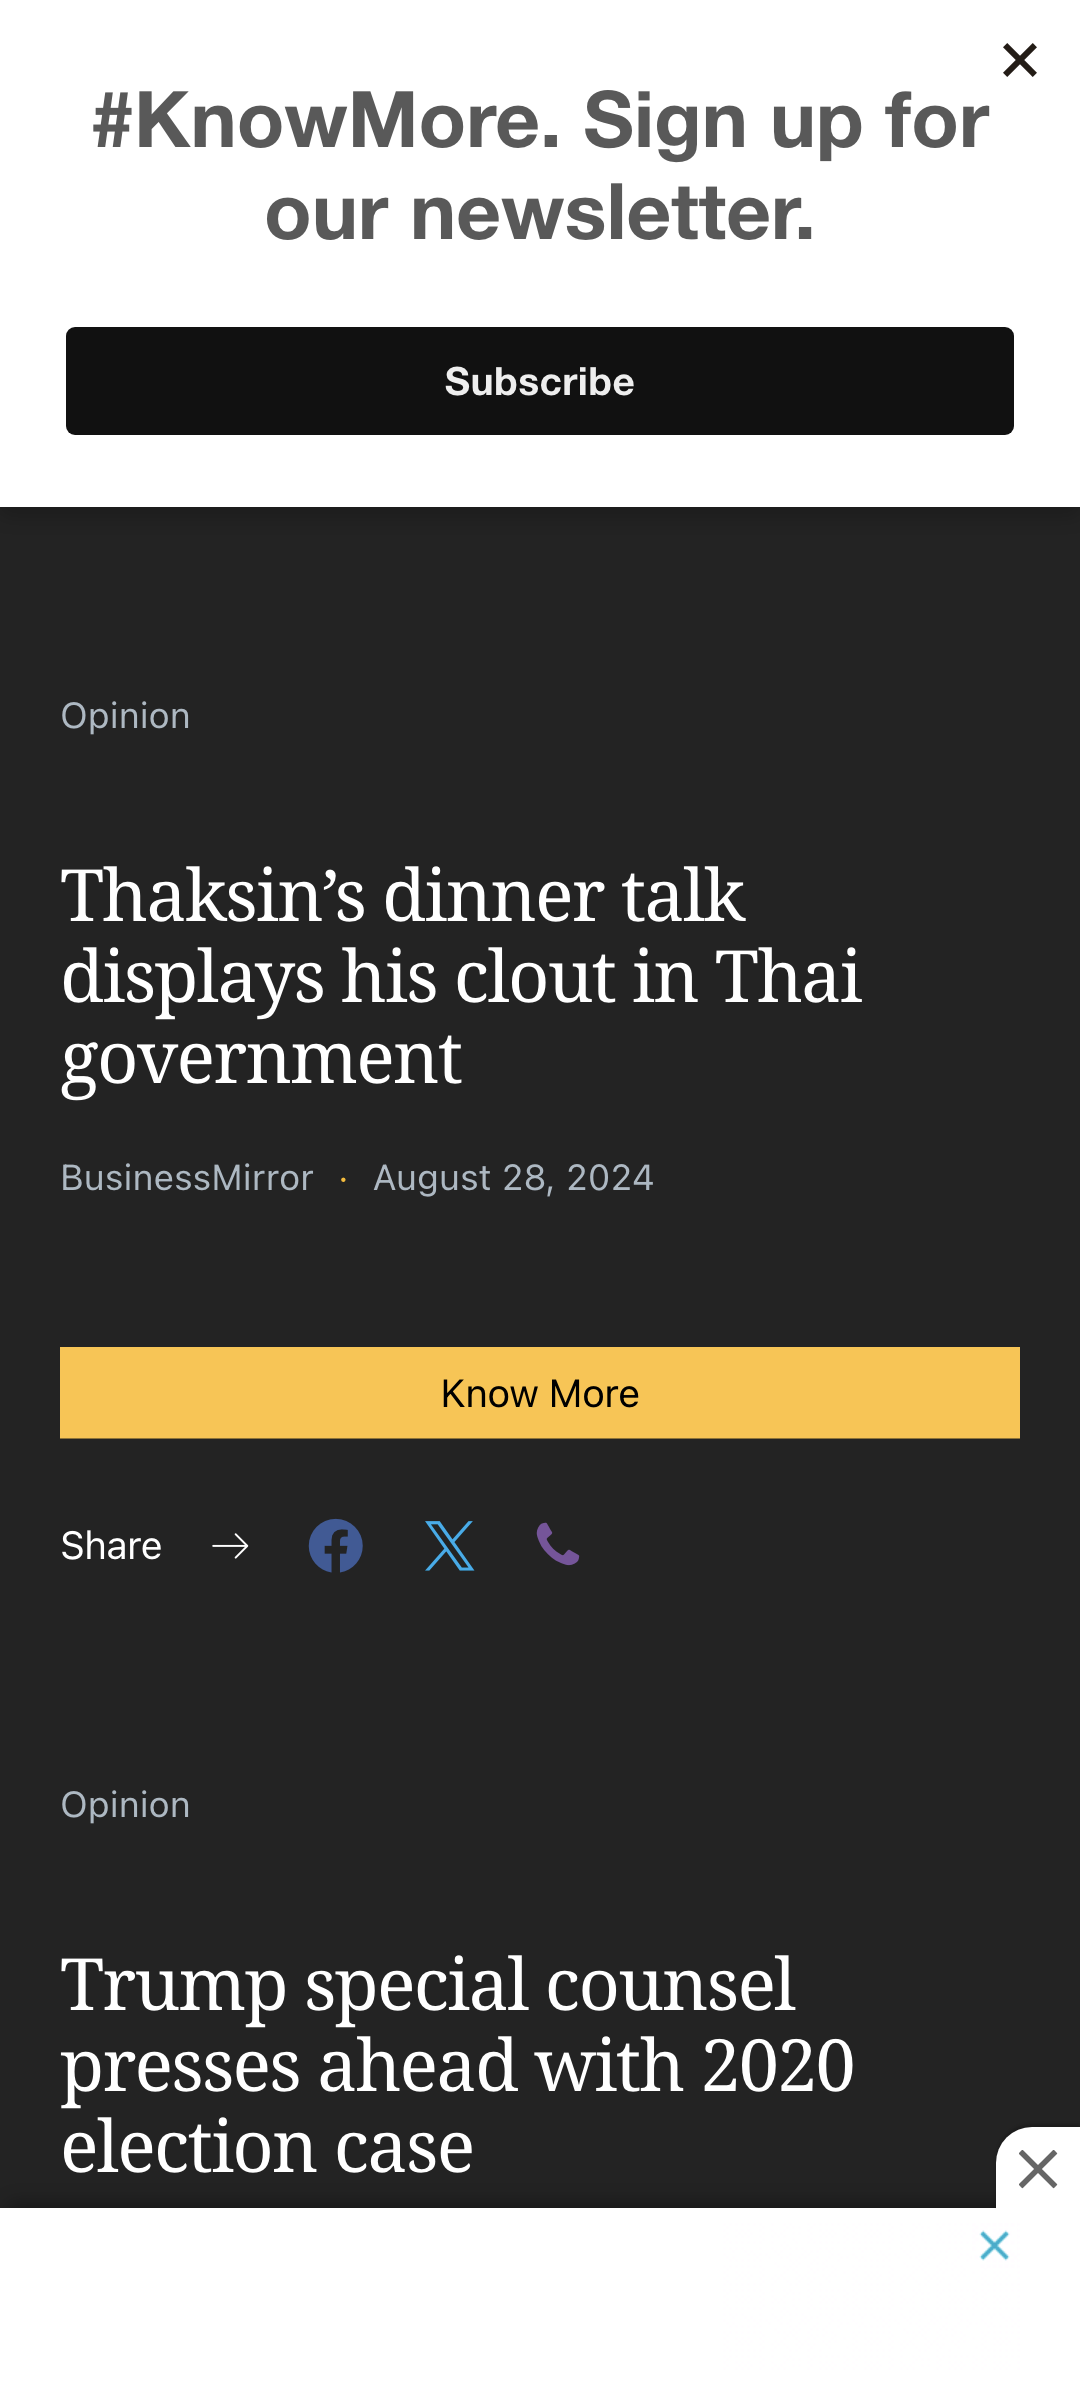 #KnowMore. Sign up for
our newsletter.
Subscribe
Opinion
Thaksin’s dinner talk
displays his clout in Thai
government
BusinessMirror · August 28, 2024
Know More
Share
Opinion
Trump special counsel
presses ahead with 2020
election case